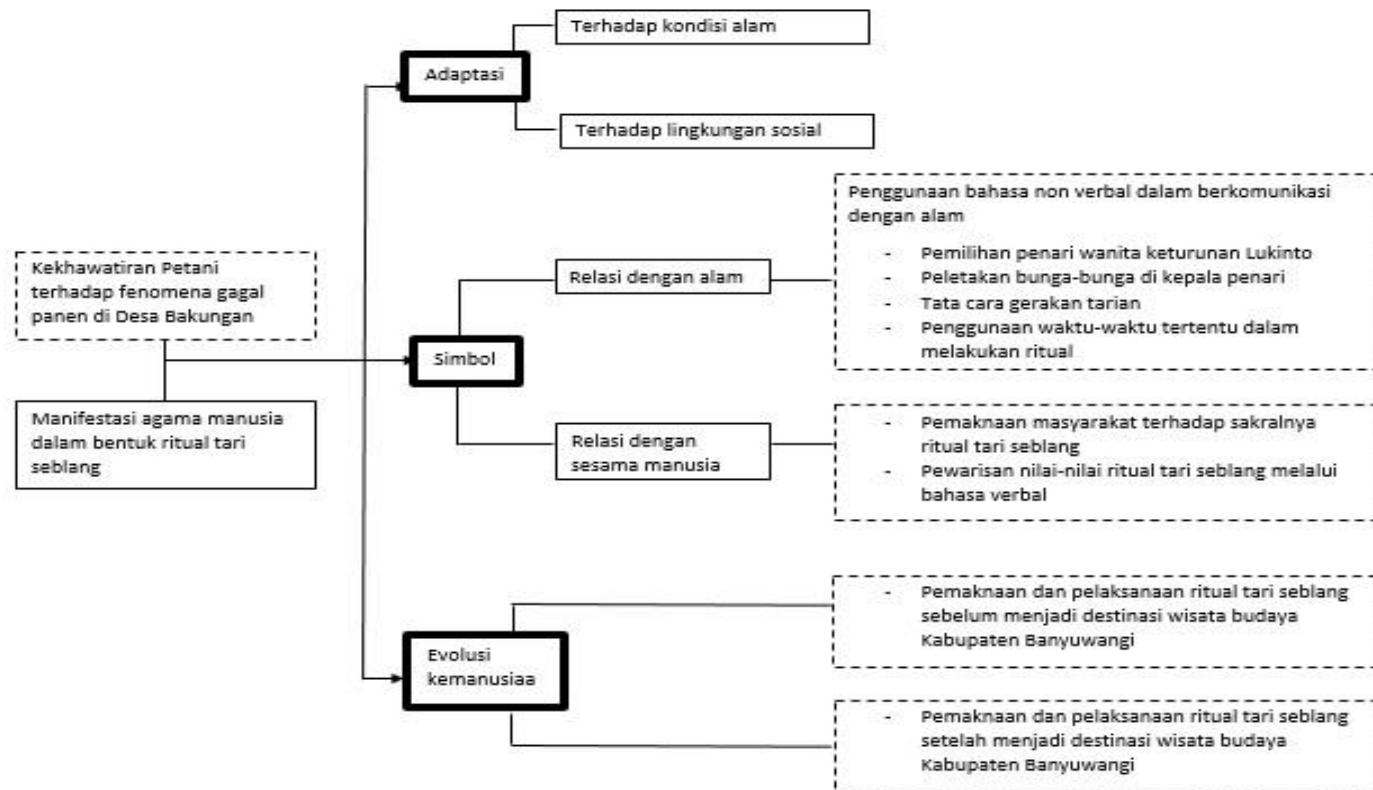 Terhadap kondisi alam
Adaptasi
Terhadap lingkungan sosial
Penggunaan bahasa non verbal dalam berkomunikasi
dengan alam
- Pemilihan penari wanita keturunan Lukinto
- Peletakan bunga-bunga di kepala penari
- Tata cara gerakan tarian
- Penggunaan waktu-waktu tertentu dalam
melakukan ritual
Kekhawatiran Petani
terhadap fenomena gagal
panen di Desa Bakungan
Relasi dengan alam
Simbol
Manifestasi agama manusia
dalam bentuk ritual tari
seblang
Relasi dengan
sesama manusia
- Pemaknaan masyarakat terhadap sakralnya
ritual tari seblang
- Pewarisan nilai-nilai ritual tari seblang melalui
bahasa verbal
Evolusi
kemanusiaa
- Pemaknaan dan pelaksanaan ritual tari seblang
sebelum menjadi destinasi wisata budaya
Kabupaten Banyuwangi
- Pemaknaan dan pelaksanaan ritual tari seblang
setelah menjadi destinasi wisata budaya
Kabupaten Banyuwangi